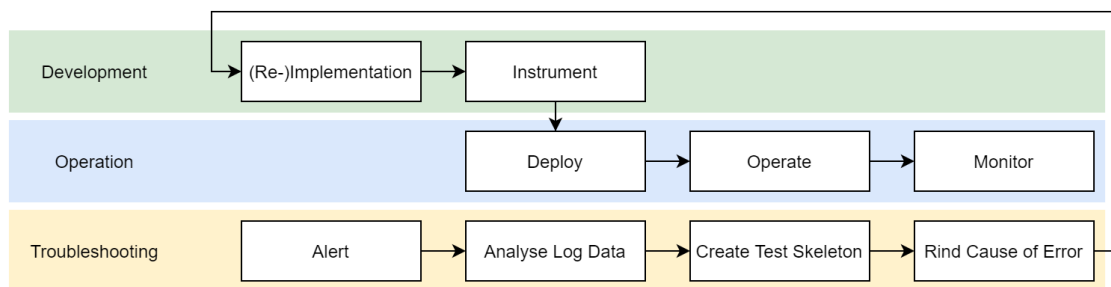 Development
(Re-)Implementation
Instrument
Operation
Deploy
Operate
Monitor
Troubleshooting
Alert
Analyse Log Data
Create Test Skeleton
Rind Cause of Error